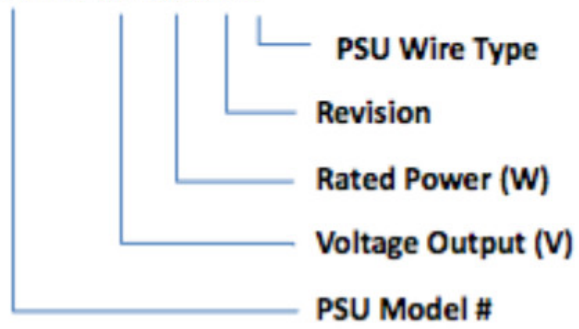 PSU Wire Type
Revision
Rated Power (W)
Voltage Output (V)
PSU Model #